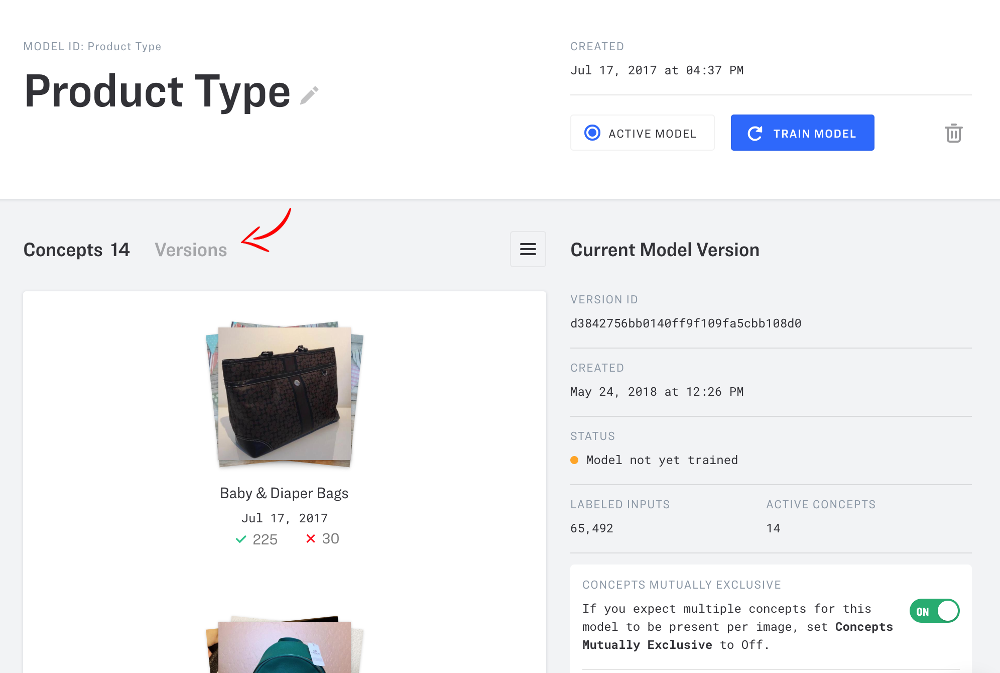 MODEL ID: Product Type
Product Type
CREATED
Jul 17, 2017 at 04:37 PM
ACTIVE MODEL
TRAIN MODEL
Concepts 14
Versions
Baby & Diaper Bags
Jul 17, 2017
225
30
Current Model Version
VERSION ID
d3842756bb0140ff9f109fa5cbb108d0
CREATED
May 24, 2018 at 12:26 PM
STATUS
Model not yet trained
LABELED INPUTS
65,492
ACTIVE CONCEPTS
14
CONCEPTS MUTUALLY EXCLUSIVE
If you expect multiple concepts for this
model to be present per image, set Concepts
Mutually Exclusive to Off.
ON